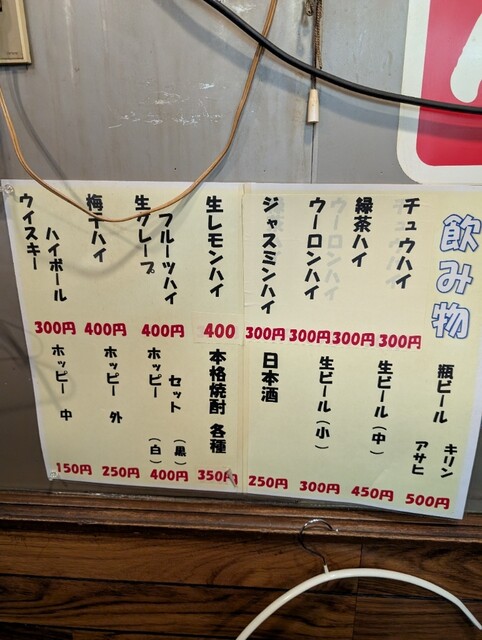 飲み物
チュウハイ
300円
緑茶ハイ
300円
ウーロンハイ
300円
ジャスミンハイ
300円
生レモンハイ
400
生グレープ
フルーツハイ
400円
梅干ハイ
400円
ウイスキー
ハイボール
300円
瓶ビール
キリン
アサヒ
500円
生ビール(中)
450円
生ビール(小)
300円
日本酒
250円
本格焼酎 各種
350円
ホッピー セット
(黒)
(白)
400円
ホッピー 外
250円
ホッピー 中
150円